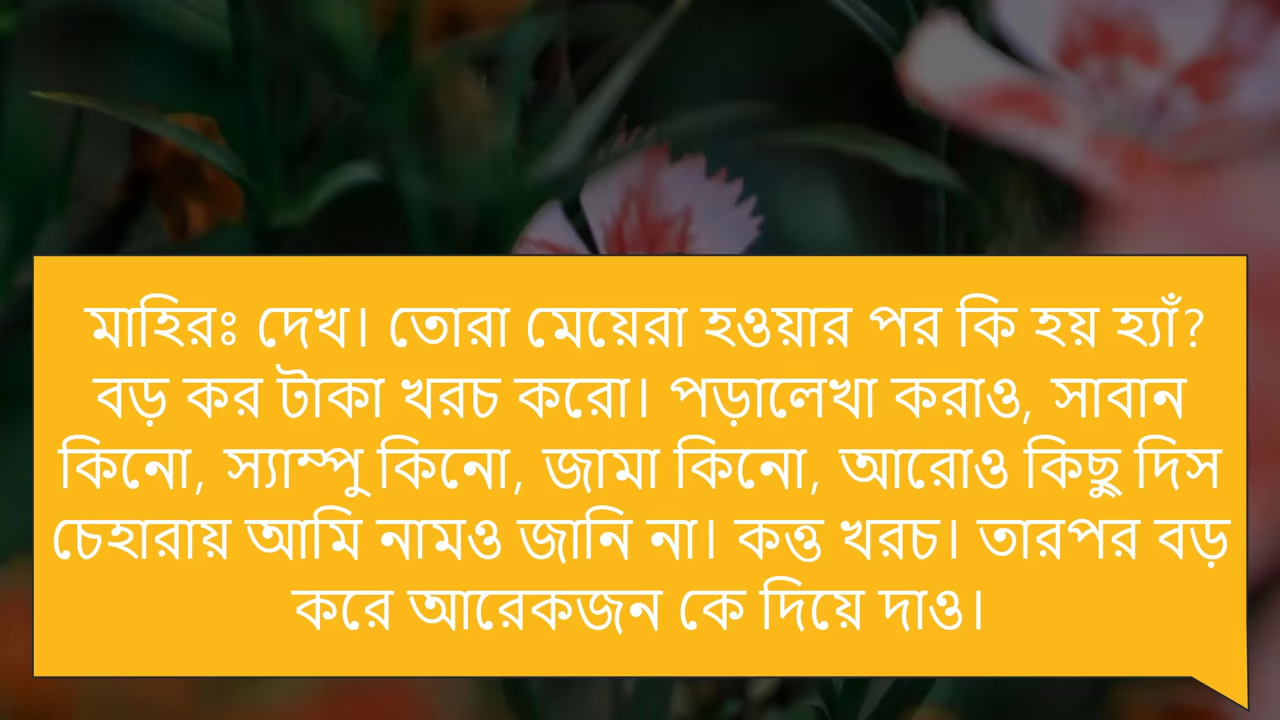 মাহিরঃ দেখ। তোরা মেয়েরা হওয়ার পর কি হয় হ্যাঁ?
বড় কর টাকা খরচ করো। পড়ালেখা করাও, সাবান
কিনো, স্যাম্পু কিনো, জামা কিনো, আরোও কিছু দিস
চেহারায় আমি নামও জানি না। কত্ত খরচ। তারপর বড়
করে আরেকজন কে দিয়ে দাও।